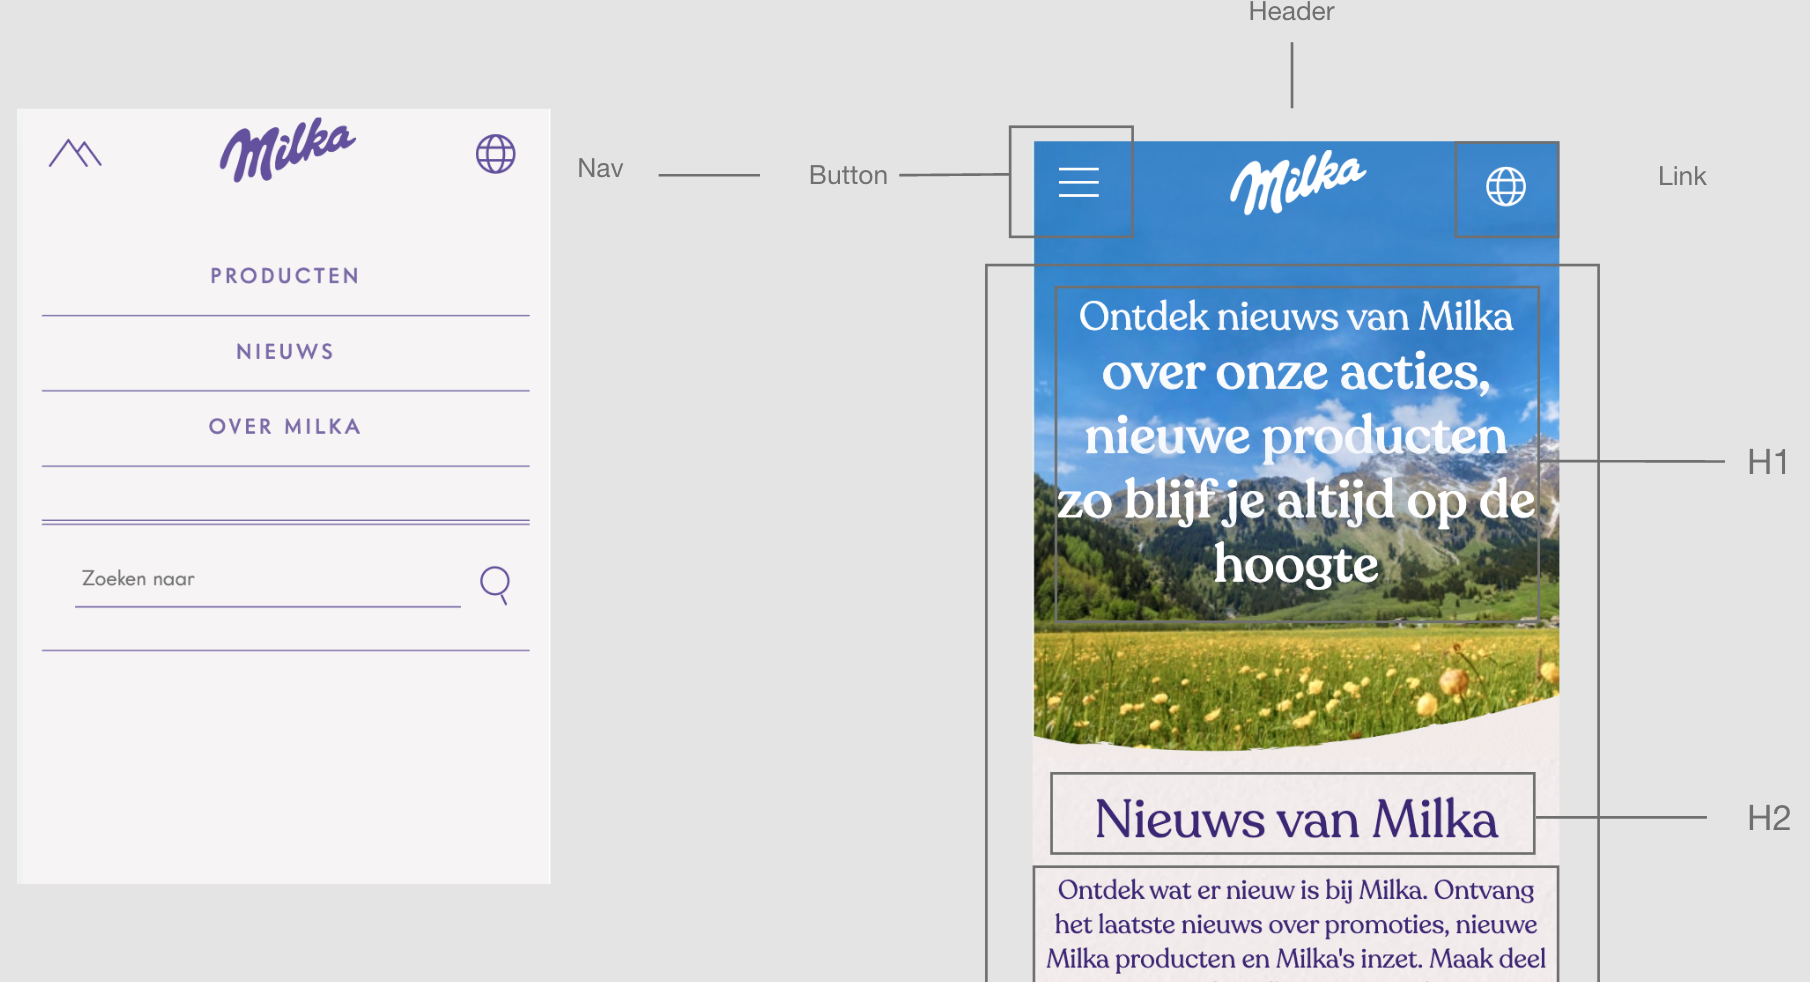 Header
Milka
Nav
Button
Milka
Link
PRODUCTEN
NIEUWS
OVER MILKA
Zoeken naar
Ontdek nieuws van Milka
over onze acties,
nieuwe producten
zo blijf je altijd op de
hoogte
H1
Nieuws van Milka
H2
Ontdek wat er nieuw is bij Milka. Ontvang
het laatste nieuws over promoties, nieuwe
Milka producten en Milka's inzet. Maak deel